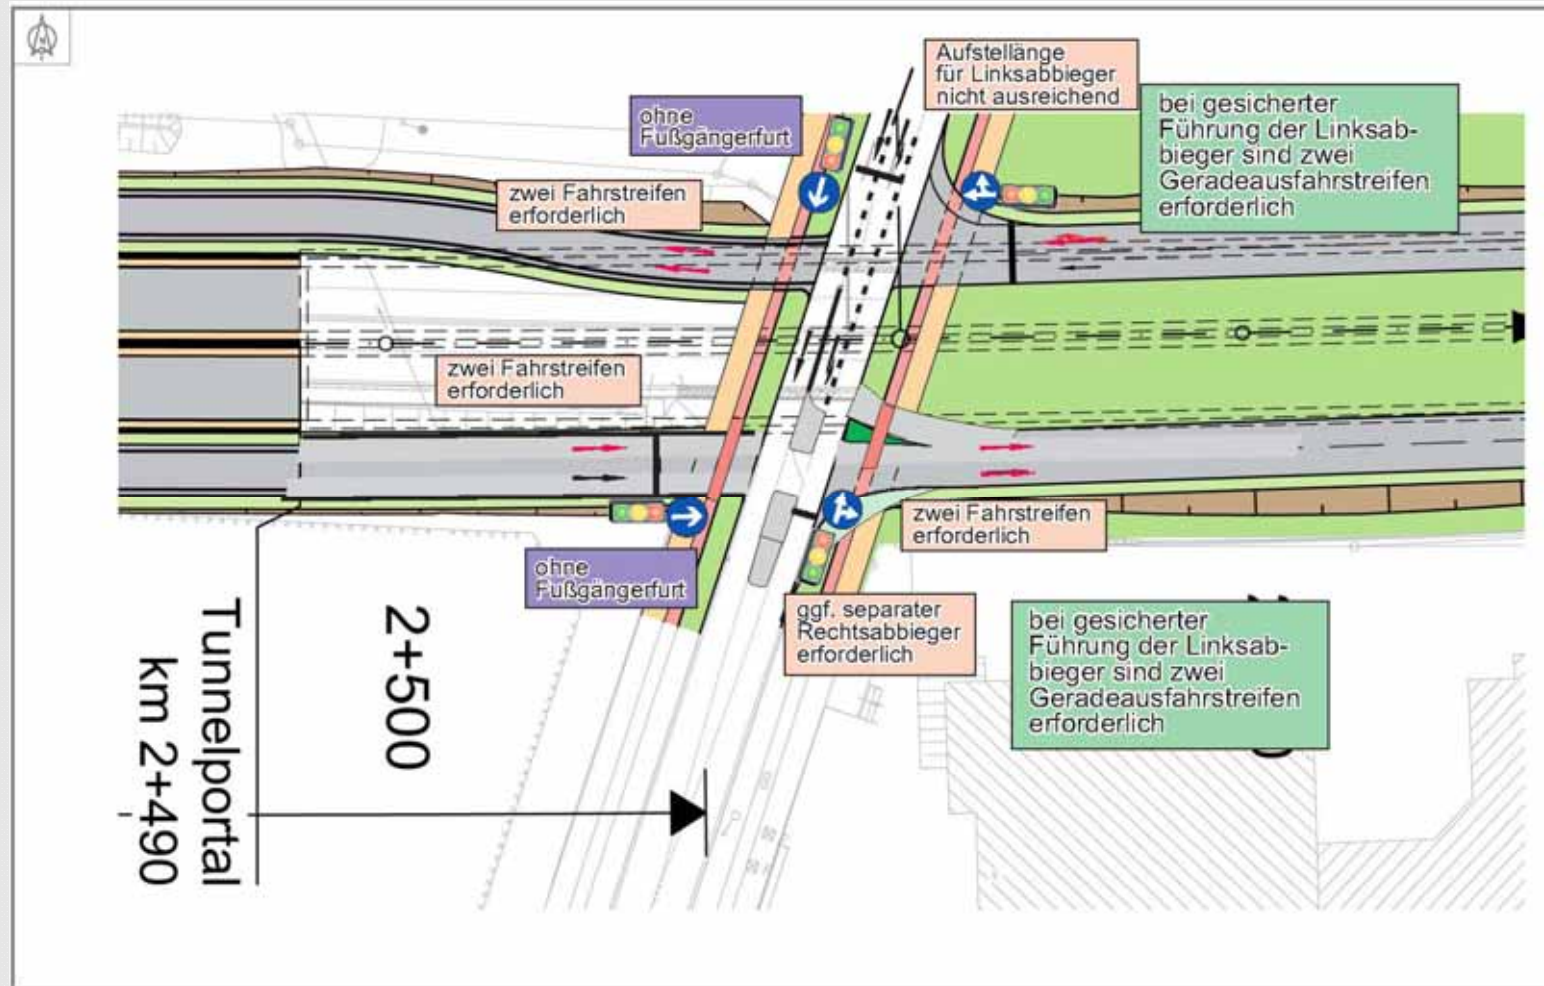 Aufstellänge
für Linksabbieger
nicht ausreichend
bei gesicherter
Führung der Linksab-
bieger sind zwei
Geradeausfahrstreifen
erforderlich
ohne
Fußgängerfurt
zwei Fahrstreifen
erforderlich
zwei Fahrstreifen
erforderlich
zwei Fahrstreifen
erforderlich
ohne
Fußgängerfurt
ggf. separater
Rechtsabbieger
erforderlich
bei gesicherter
Führung der Linksab-
bieger sind zwei
Geradeausfahrstreifen
erforderlich
2+500
Tunnelportal
km 2+490